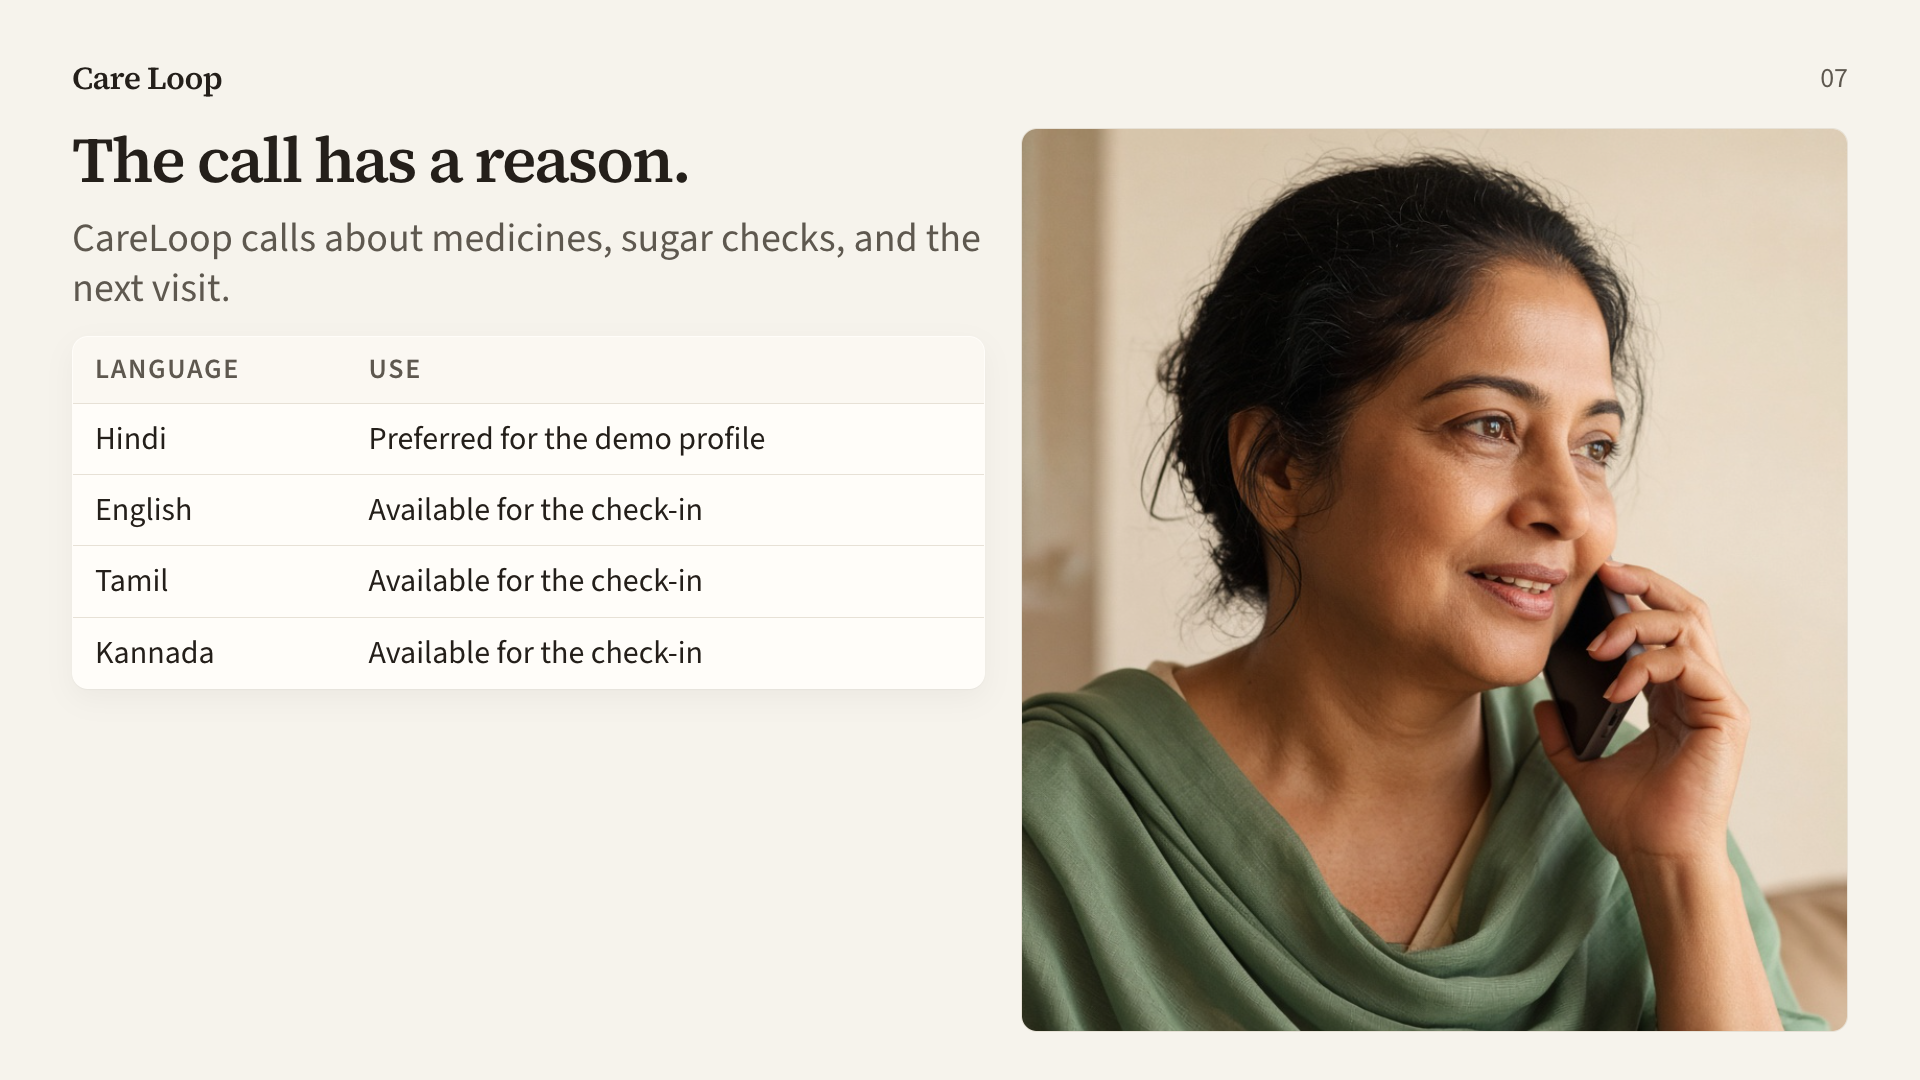 Care Loop
07
The call has a reason.
CareLoop calls about medicines, sugar checks, and the
next visit.
LANGUAGE USE
Hindi Preferred for the demo profile
English Available for the check-in
Tamil Available for the check-in
Kannada Available for the check-in